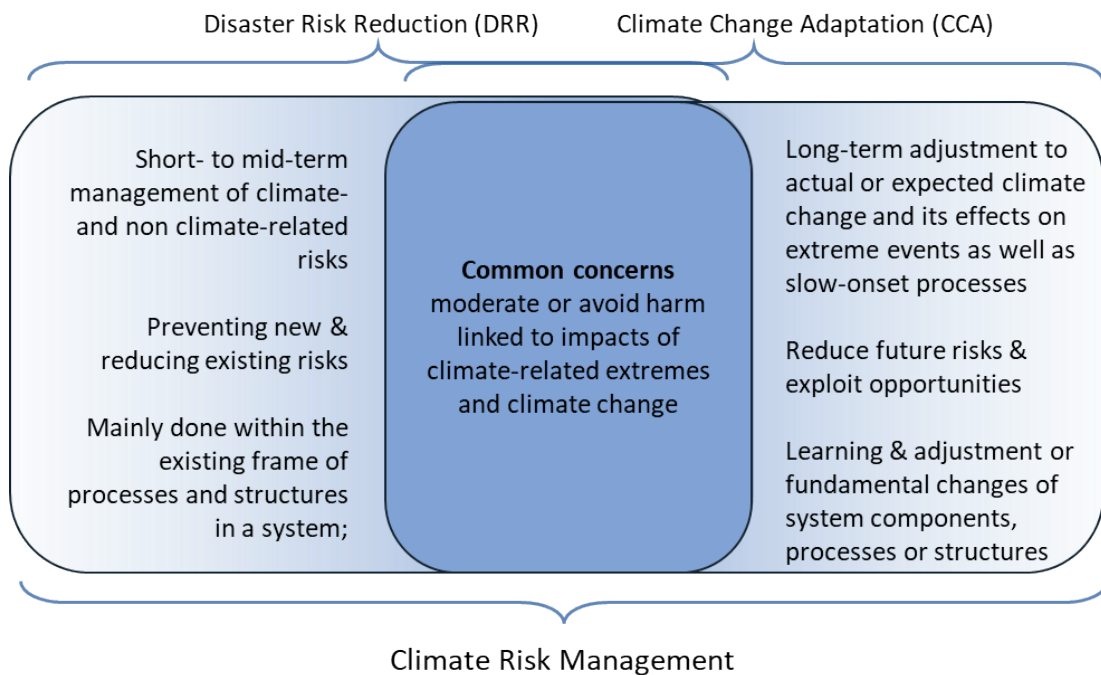 Disaster Risk Reduction (DRR)
Climate Change Adaptation (CCA)
Short- to mid-term
management of climate-
and non climate-related
risks
Preventing new &
reducing existing risks
Mainly done within the
existing frame of
processes and structures
in a system;
Common concerns
moderate or avoid harm
linked to impacts of
climate-related extremes
and climate change
Long-term adjustment to
actual or expected climate
change and its effects on
extreme events as well as
slow-onset processes
Reduce future risks &
exploit opportunities
Learning & adjustment or
fundamental changes of
system components,
processes or structures
Climate Risk Management